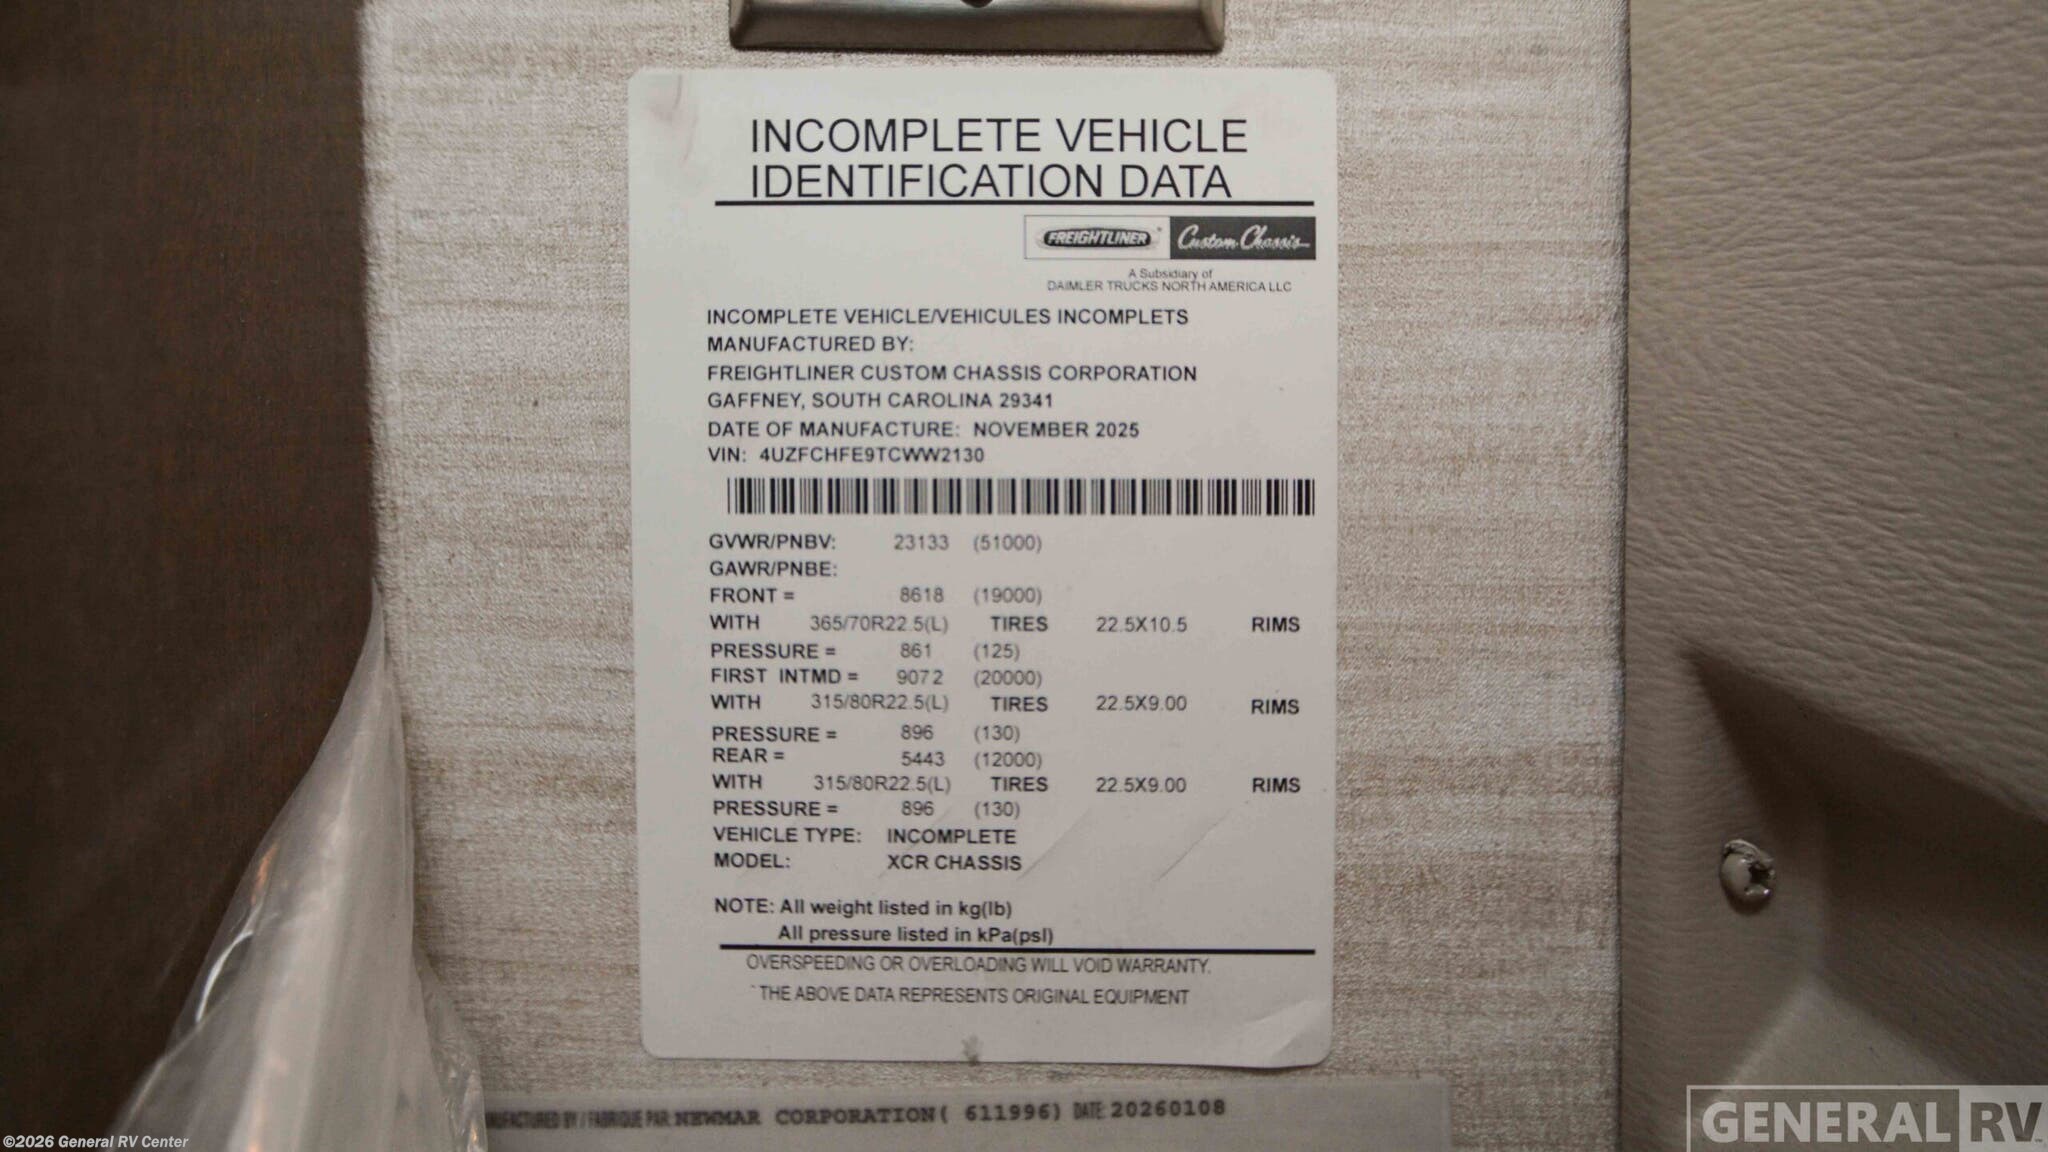 INCOMPLETE VEHICLE
IDENTIFICATION DATA
FREIGHTLINER Custom Chassis
A Subsidiary of
DAIMLER TRUCKS NORTH AMERICA LLC
INCOMPLETE VEHICLE/VEHICULES INCOMPLETS
MANUFACTURED BY:
FREIGHTLINER CUSTOM CHASSIS CORPORATION
GAFFNEY, SOUTH CAROLINA 29341
DATE OF MANUFACTURE: NOVEMBER 2025
VIN: 4UZFCHFE9TCWW2130
GVWR/PNBV: 23133 (51000)
GAWR/PNBE:
FRONT = 8618 (19000)
WITH 365/70R22.5(L) TIRES 22.5X10.5 RIMS
PRESSURE = 861 (125)
FIRST INTMD = 9072 (20000)
WITH 315/80R22.5(L) TIRES 22.5X9.00 RIMS
PRESSURE = 896 (130)
REAR = 5443 (12000)
WITH 315/80R22.5(L) TIRES 22.5X9.00 RIMS
PRESSURE = 896 (130)
VEHICLE TYPE: INCOMPLETE
MODEL: XCR CHASSIS
NOTE: All weight listed in kg(lb)
All pressure listed in kPa(psi)
OVERSPEEDING OR OVERLOADING WILL VOID WARRANTY.
THE ABOVE DATA REPRESENTS ORIGINAL EQUIPMENT
BY / FABRIQUE PAR: NEWMAR CORPORATION( 611996) DATE: 20260108
©2026 General RV Center
GENERAL RV